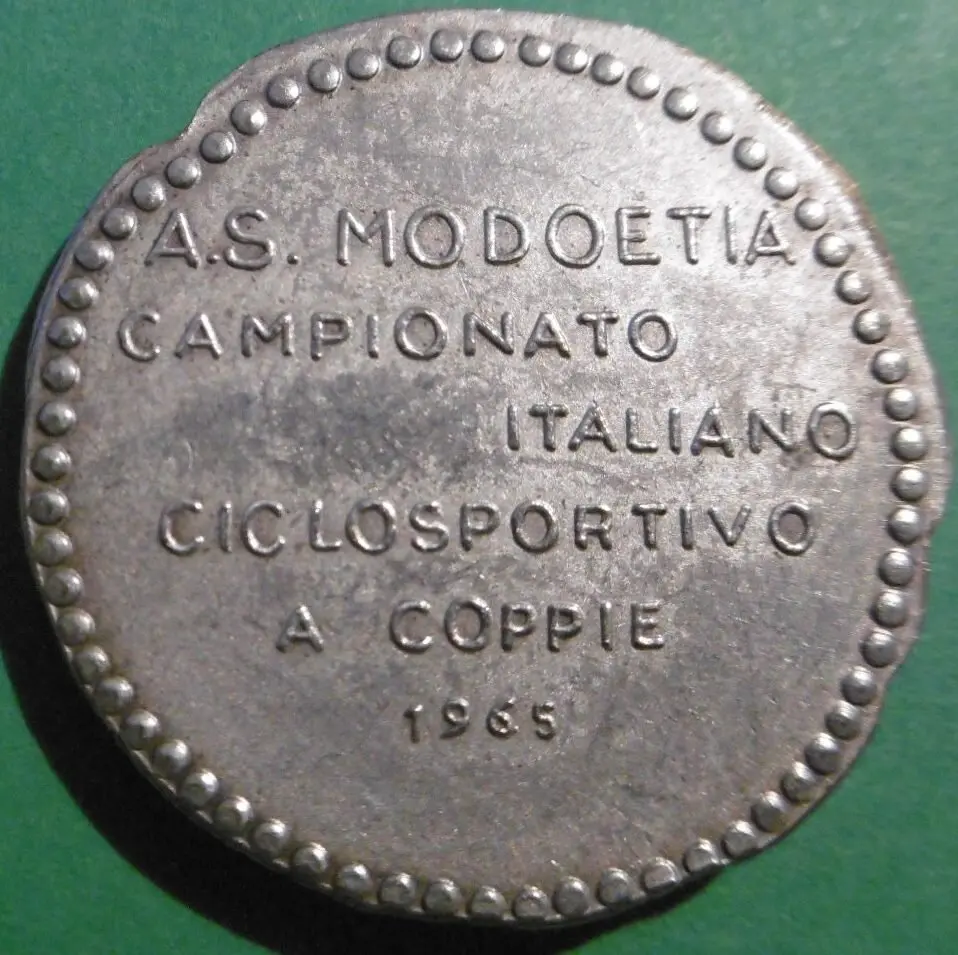 A.S. MODOETIA
CAMPIONATO
ITALIANO
CICLOSPORTIVO
A COPPIE
1965